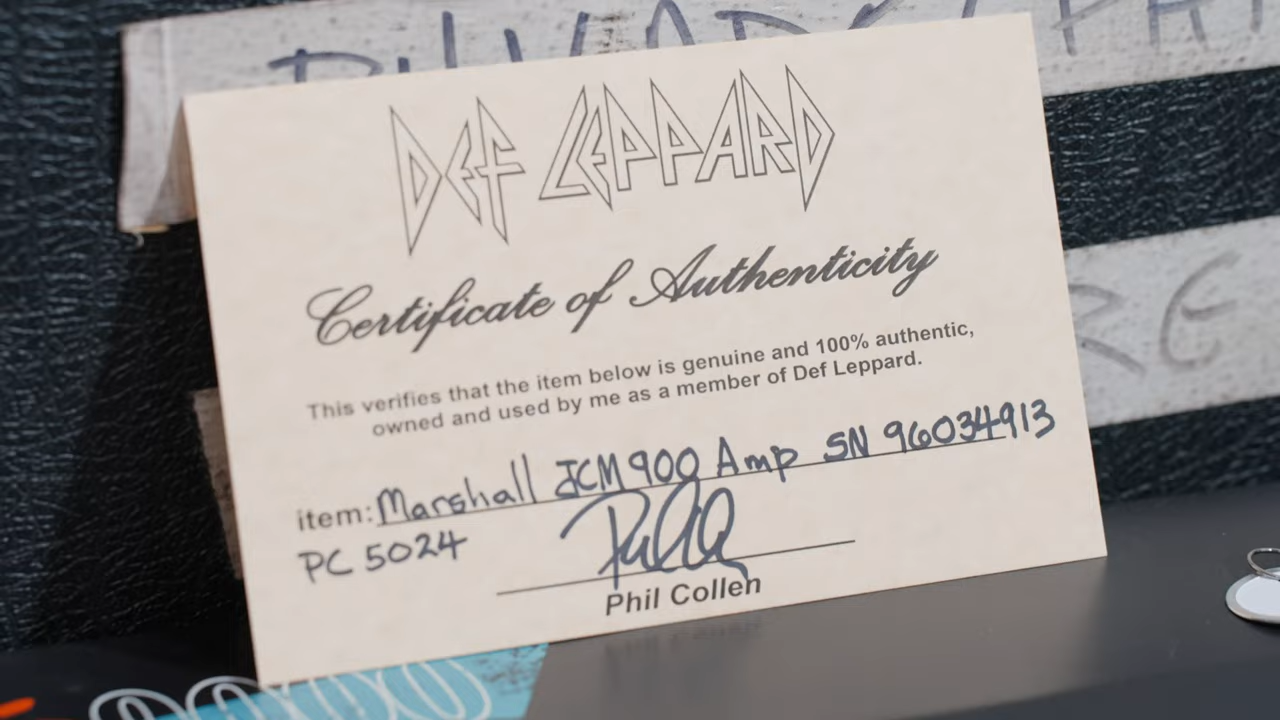 DEF LEPPARD
Certificate of Authenticity
This verifies that the item below is genuine and 100% authentic,
owned and used by me as a member of Def Leppard.
item: Marshall JCM900 Amp SN 96034913
PC 5024
Phil Collen